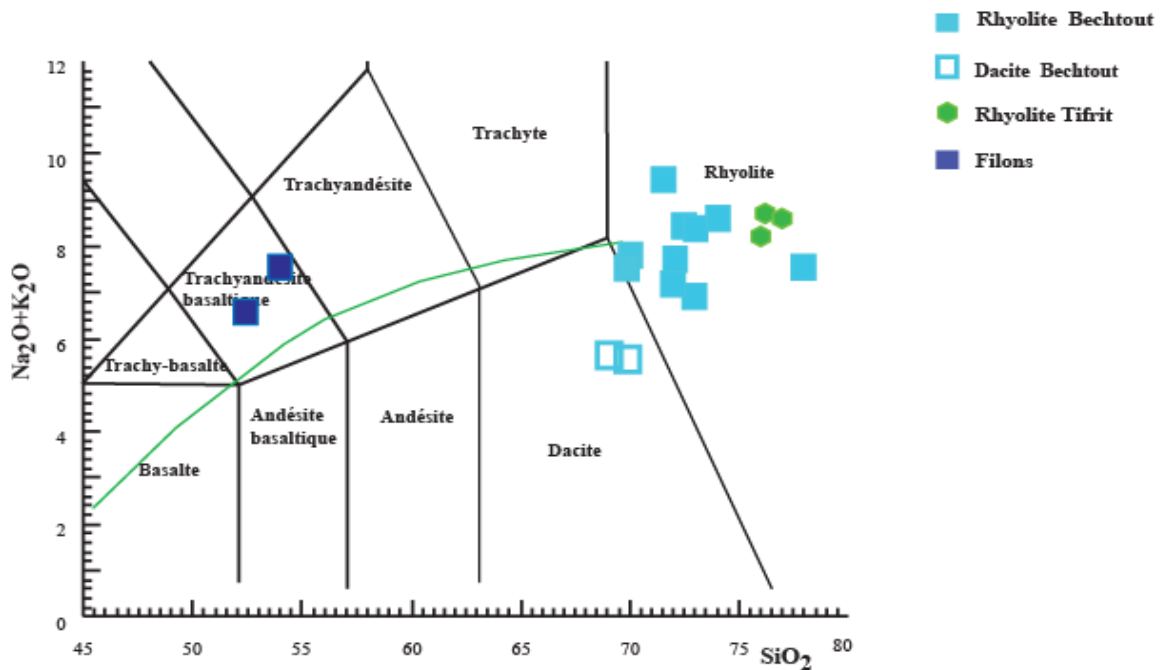 Rhyolite Bechtout
Dacite Bechtout
Rhyolite Tifrit
Filons
Na2O+K2O
12
10
8
6
4
2
0
Trachyte
Rhyolite
Trachyandésite
Trachyandésite
basaltique
Trachy-basalte
Andésite
basaltique
Andésite
Dacite
Basalte
45
50
55
60
65
70
75
80
SiO2